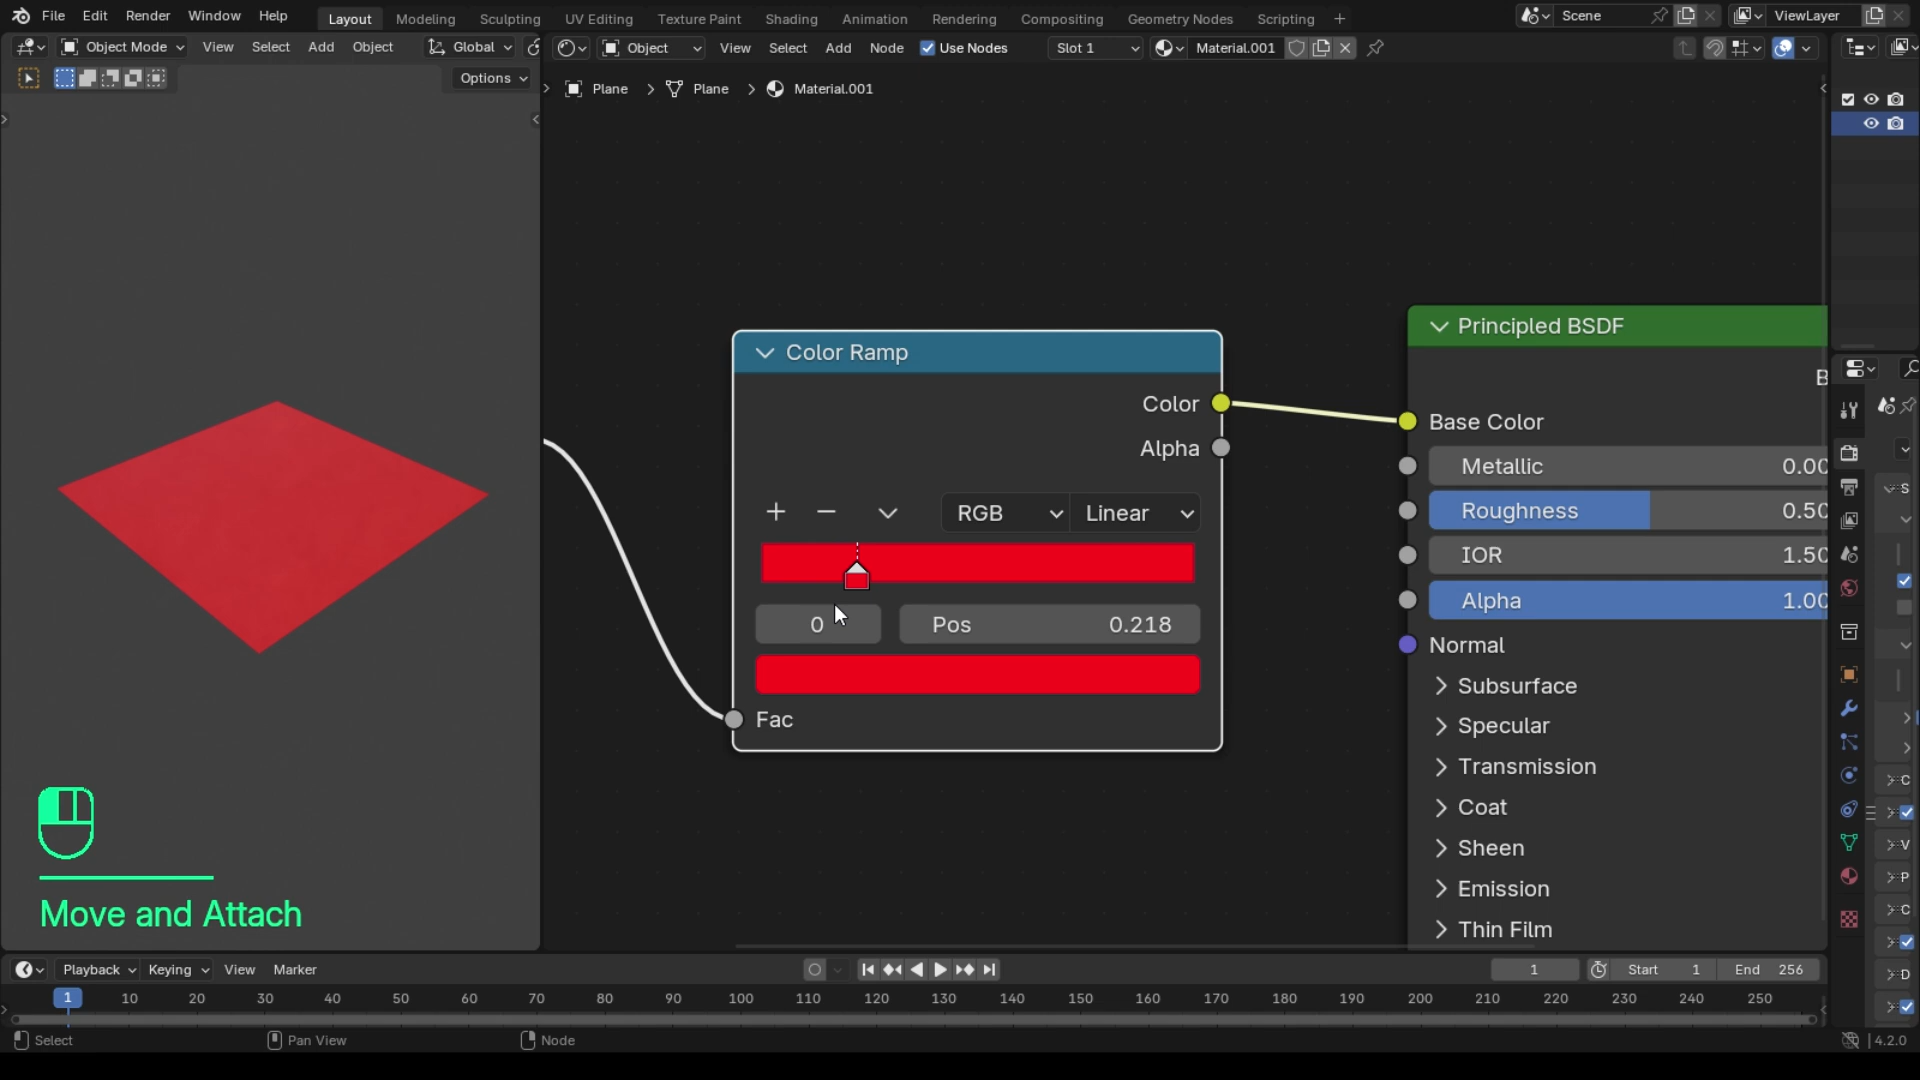 File Edit Render Window Help Layout Modeling Sculpting UV Editing Texture Paint Shading Animation Rendering Compositing Geometry Nodes Scripting + Scene ViewLayer
Object Mode View Select Add Object Global Object View Select Add Node Use Nodes Slot 1 Material.001
Options
Plane > Plane > Material.001
Color Ramp
Color
Alpha
RGB Linear
0 Pos 0.218
Fac
Principled BSDF
B
Base Color
Metallic 0.00
Roughness 0.50
IOR 1.50
Alpha 1.00
Normal
Subsurface
Specular
Transmission
Coat
Sheen
Emission
Thin Film
S
C
V
P
C
D
Move and Attach
Playback Keying View Marker 1 Start 1 End 256
1 10 20 30 40 50 60 70 80 90 100 110 120 130 140 150 160 170 180 190 200 210 220 230 240 250
Select Pan View Node 4.2.0